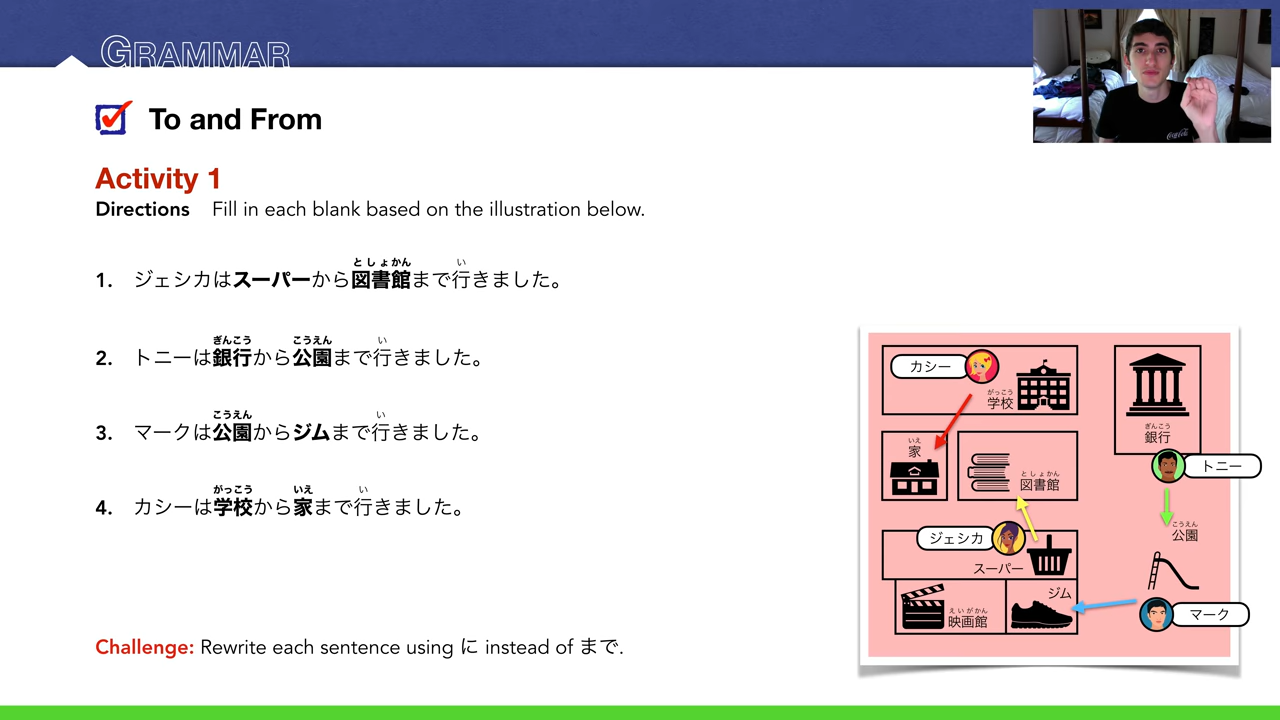 GRAMMAR
To and From
Activity 1
Directions Fill in each blank based on the illustration below.
としょかん い
1. ジェシカはスーパーから図書館まで行きました。
ぎんこう こうえん い
2. トニーは銀行から公園まで行きました。
こうえん い
3. マークは公園からジムまで行きました。
がっこう いえ い
4. カシーは学校から家まで行きました。
Challenge: Rewrite each sentence using に instead of まで.
カシー
がっこう
学校
ぎんこう
銀行
いえ
家
としょかん
図書館
トニー
こうえん
公園
ジェシカ
スーパー
ジム
えいがかん
映画館
マーク
Coca-Cola